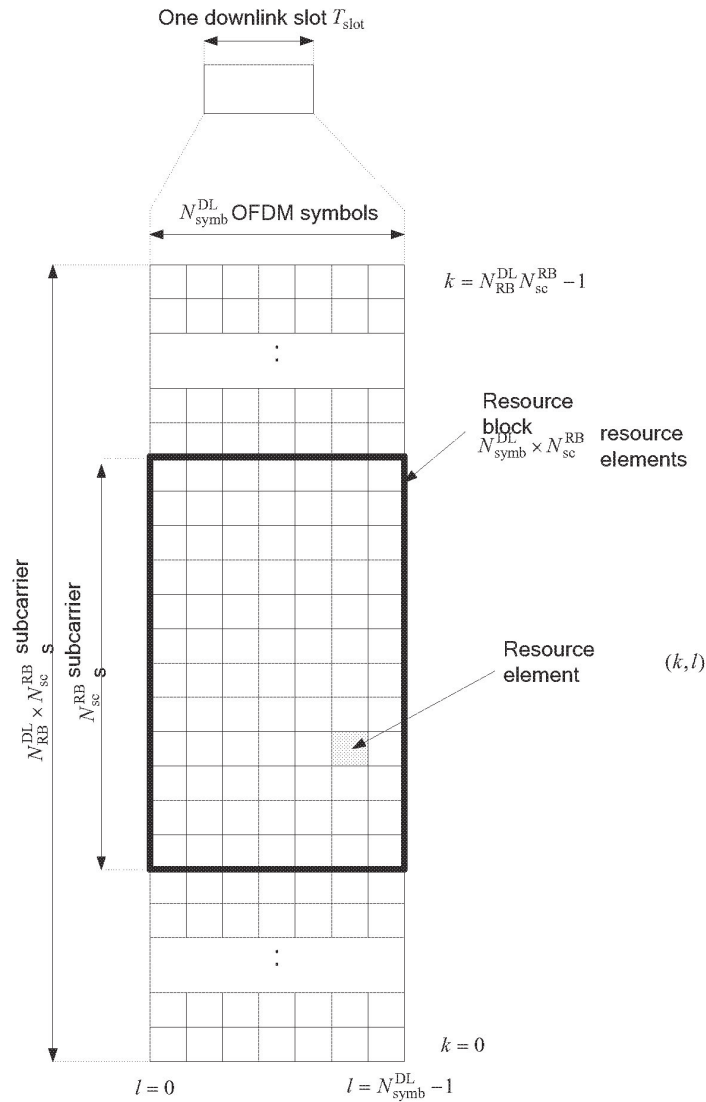 One downlink slot T_slot
N_symb^DL OFDM symbols
k = N_RB^DL N_sc^RB − 1
Resource
block
N_symb^DL × N_sc^RB resource
elements
N_RB^DL × N_sc^RB subcarrier
s
N_sc^RB subcarrier
s
Resource
element
(k, l)
:
:
k = 0
l = 0
l = N_symb^DL − 1